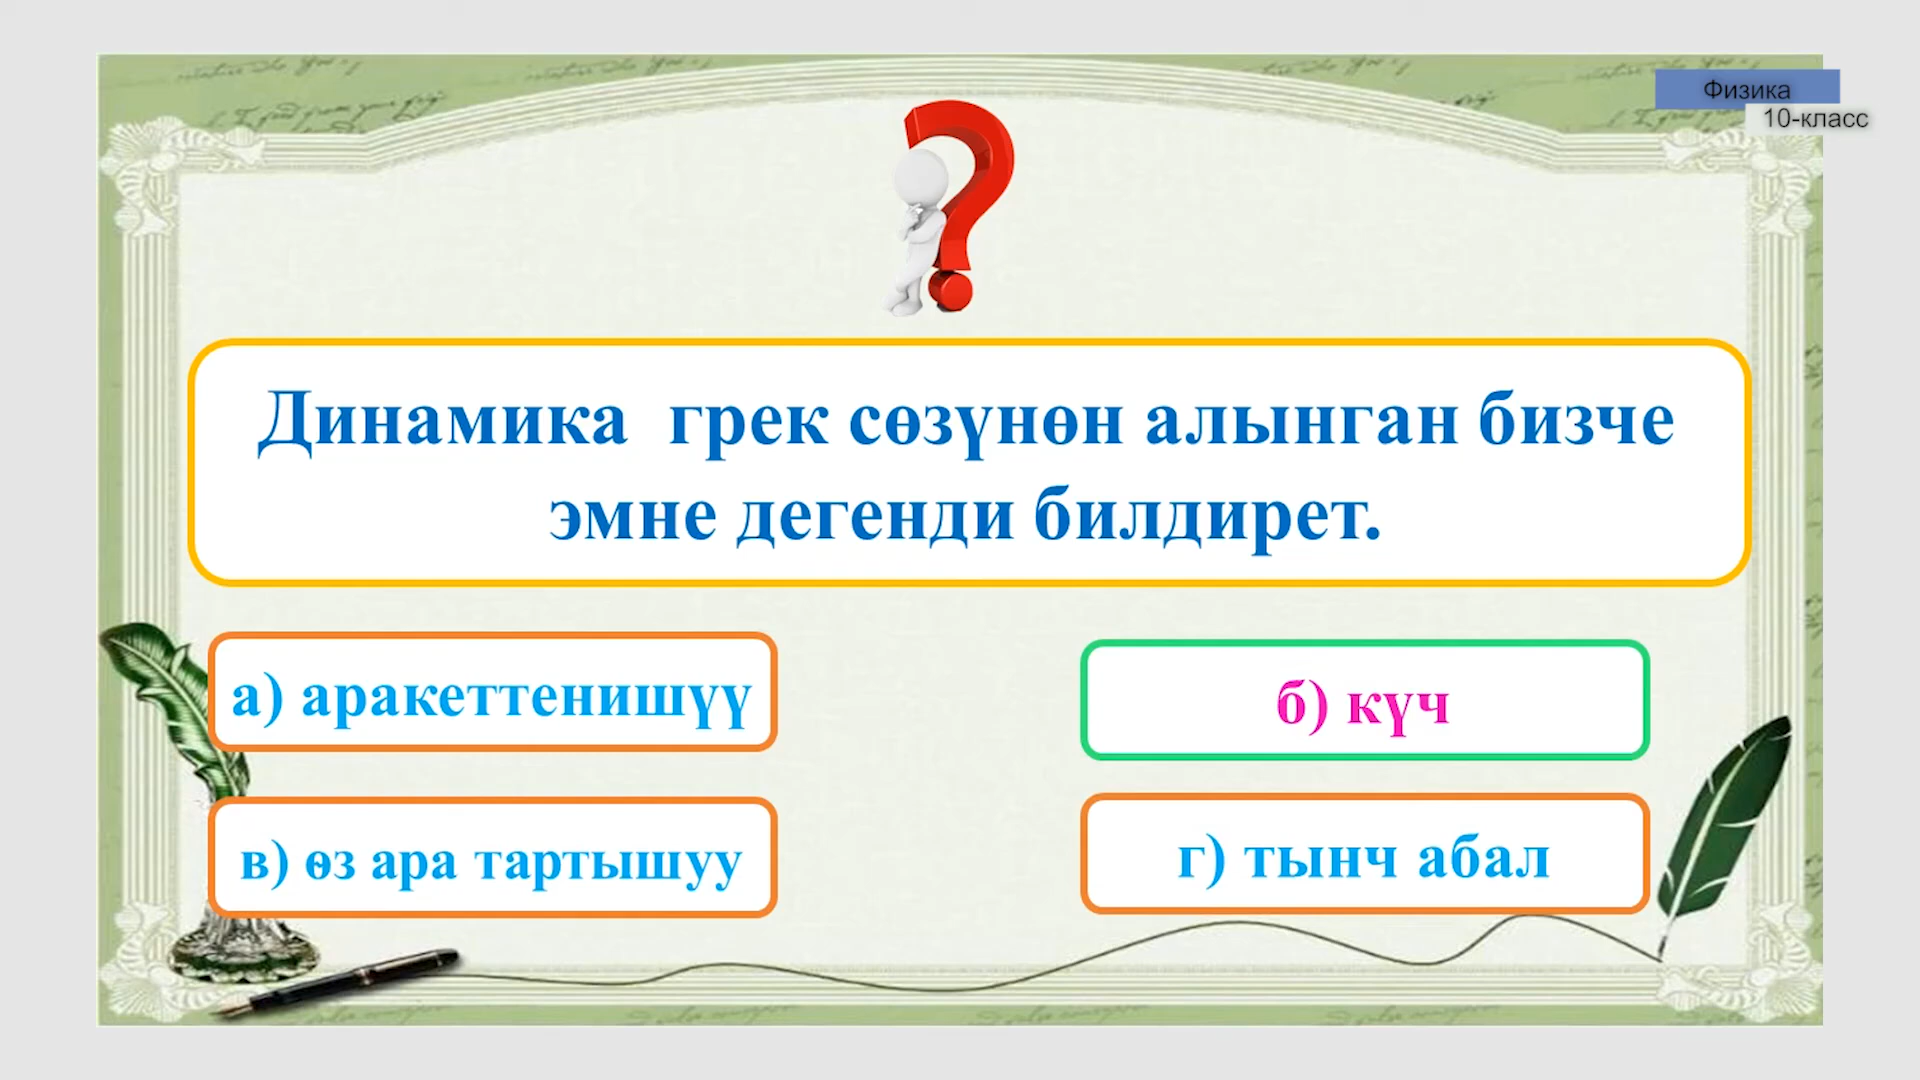 Физика
10-класс
Динамика грек сөзүнөн алынган бизче
эмне дегенди билдирет.
а) аракеттенишүү
б) күч
в) өз ара тартышуу
г) тынч абал